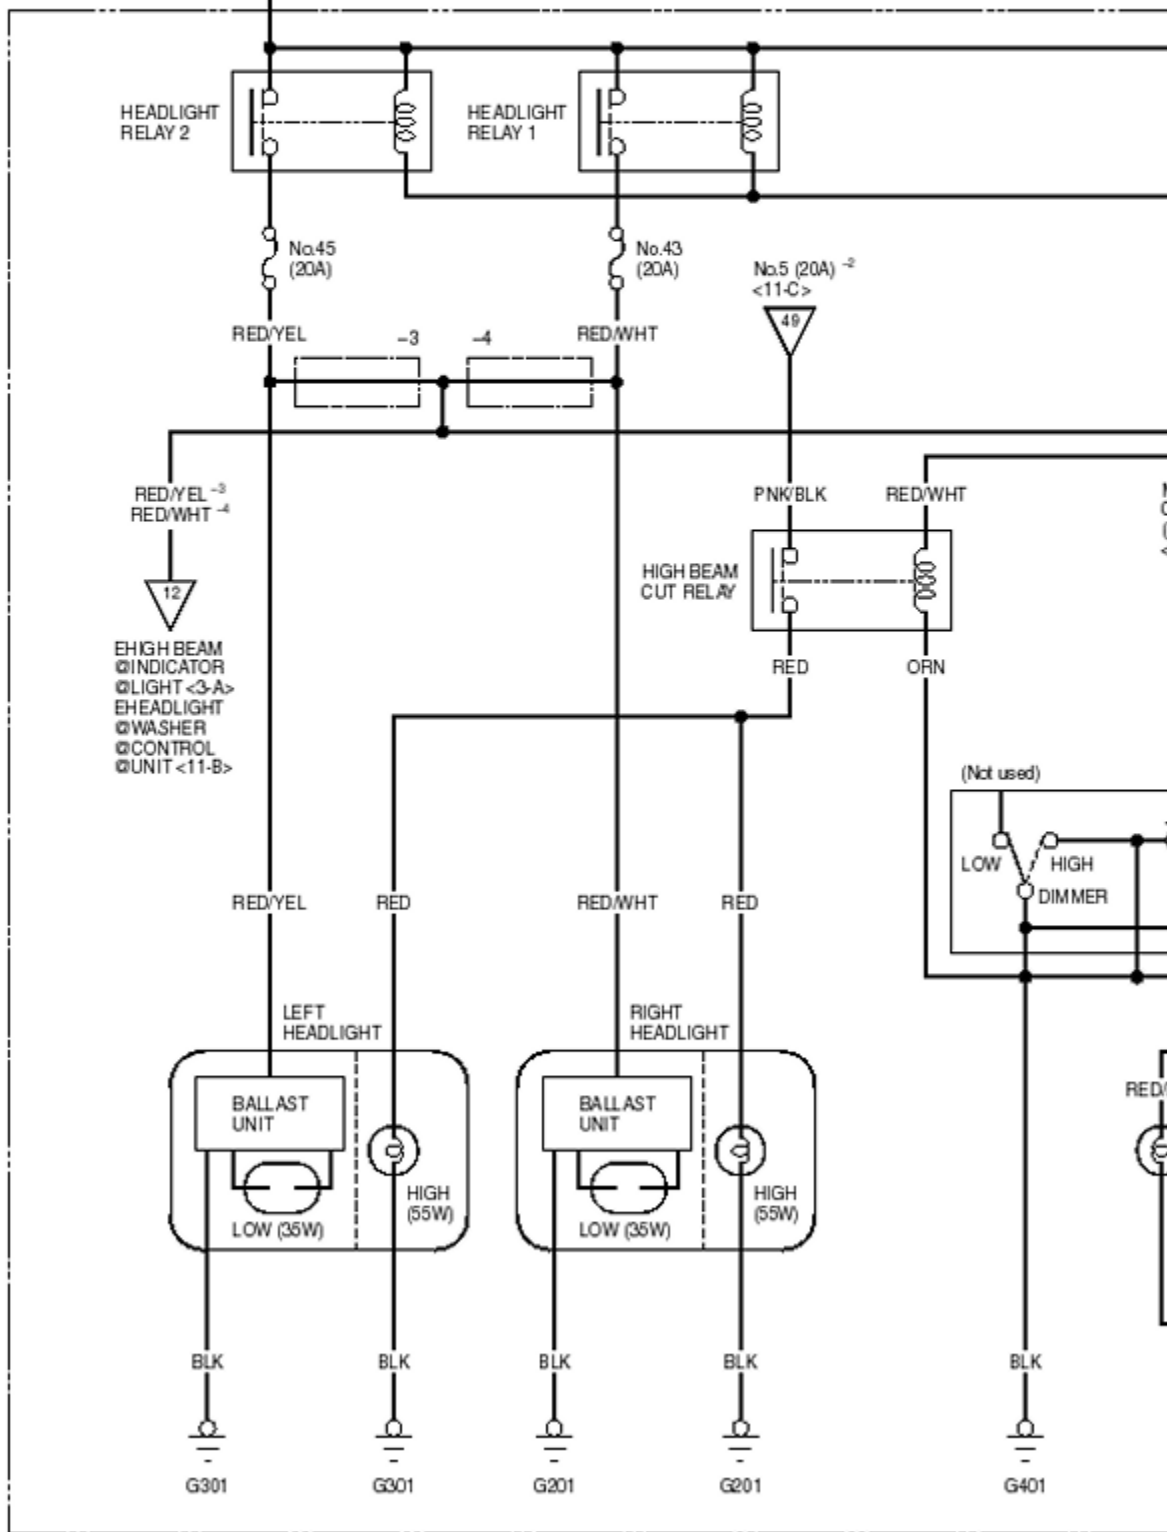 HEADLIGHT
RELAY 2
HEADLIGHT
RELAY 1
No.45
(20A)
No.43
(20A)
No.5 (20A) –2
<11-C>
49
RED/YEL
–3
–4
RED/WHT
RED/YEL –3
RED/WHT –4
PNK/BLK
RED/WHT
12
HIGH BEAM
CUT RELAY
EHIGH BEAM
@INDICATOR
@LIGHT <3-A>
EHEADLIGHT
@WASHER
@CONTROL
@UNIT <11-B>
RED
ORN
(Not used)
LOW
HIGH
DIMMER
RED/YEL
RED
RED/WHT
RED
LEFT
HEADLIGHT
RIGHT
HEADLIGHT
BALLAST
UNIT
BALLAST
UNIT
RED/
HIGH
(55W)
LOW (35W)
HIGH
(55W)
LOW (35W)
BLK
BLK
BLK
BLK
BLK
G301
G301
G201
G201
G401